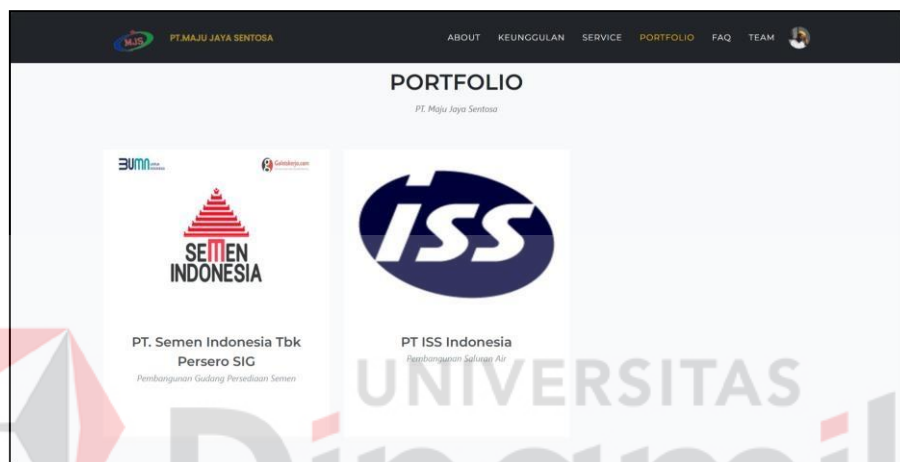 MJS PT.MAJU JAYA SENTOSA ABOUT KEUNGGULAN SERVICE PORTFOLIO FAQ TEAM
PORTFOLIO
PT. Maju Jaya Sentosa
BUMN
SEMEN
INDONESIA
ISS
PT. Semen Indonesia Tbk
Persero SIG
Pembangunan Gudang Persediaan Semen
PT ISS Indonesia
Pembangunan Saluran Air
UNIVERSITAS